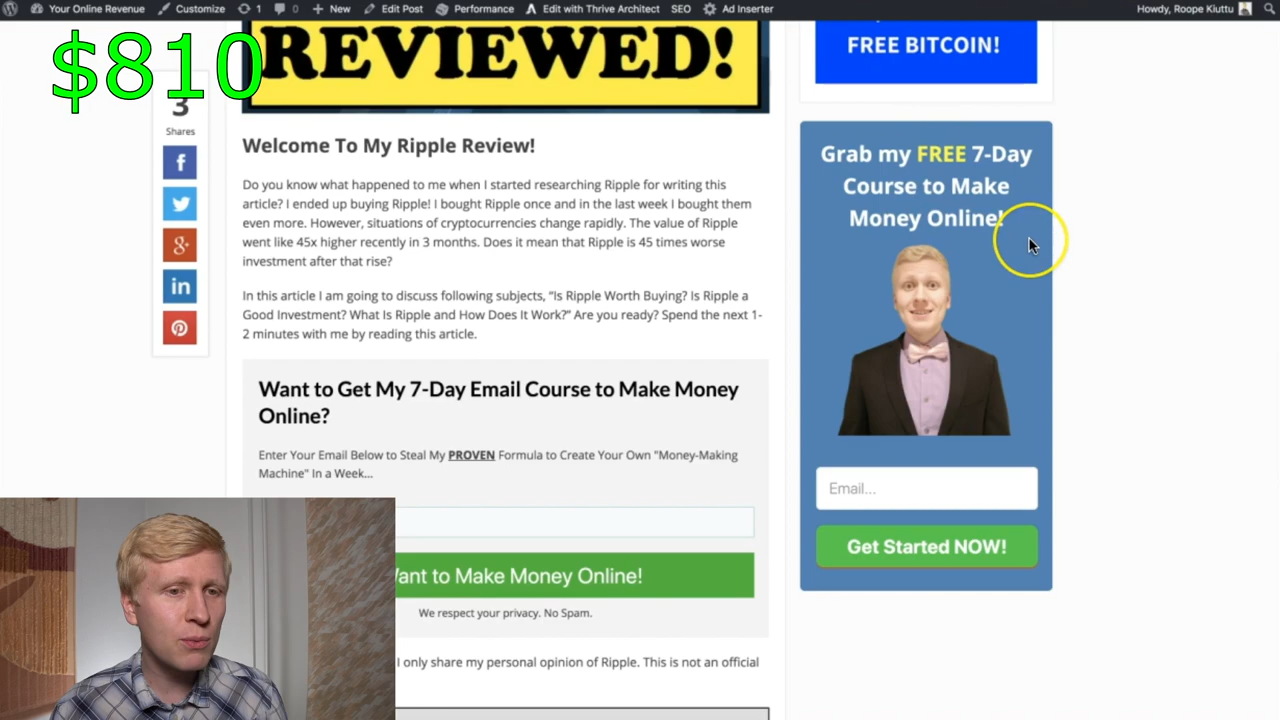 Your Online Revenue Customize 1 0 New Edit Post Performance Edit with Thrive Architect SEO Ad Inserter Howdy, Roope Kiuttu
$810
REVIEWED!
FREE BITCOIN!
3
Shares
Welcome To My Ripple Review!
Do you know what happened to me when I started researching Ripple for writing this
article? I ended up buying Ripple! I bought Ripple once and in the last week I bought them
even more. However, situations of cryptocurrencies change rapidly. The value of Ripple
went like 45x higher recently in 3 months. Does it mean that Ripple is 45 times worse
investment after that rise?
In this article I am going to discuss following subjects, “Is Ripple Worth Buying? Is Ripple a
Good Investment? What Is Ripple and How Does It Work?” Are you ready? Spend the next 1-
2 minutes with me by reading this article.
Want to Get My 7-Day Email Course to Make Money
Online?
Enter Your Email Below to Steal My PROVEN Formula to Create Your Own "Money-Making
Machine" In a Week...
ant to Make Money Online!
We respect your privacy. No Spam.
I only share my personal opinion of Ripple. This is not an official
Grab my FREE 7-Day
Course to Make
Money Online!
Email...
Get Started NOW!